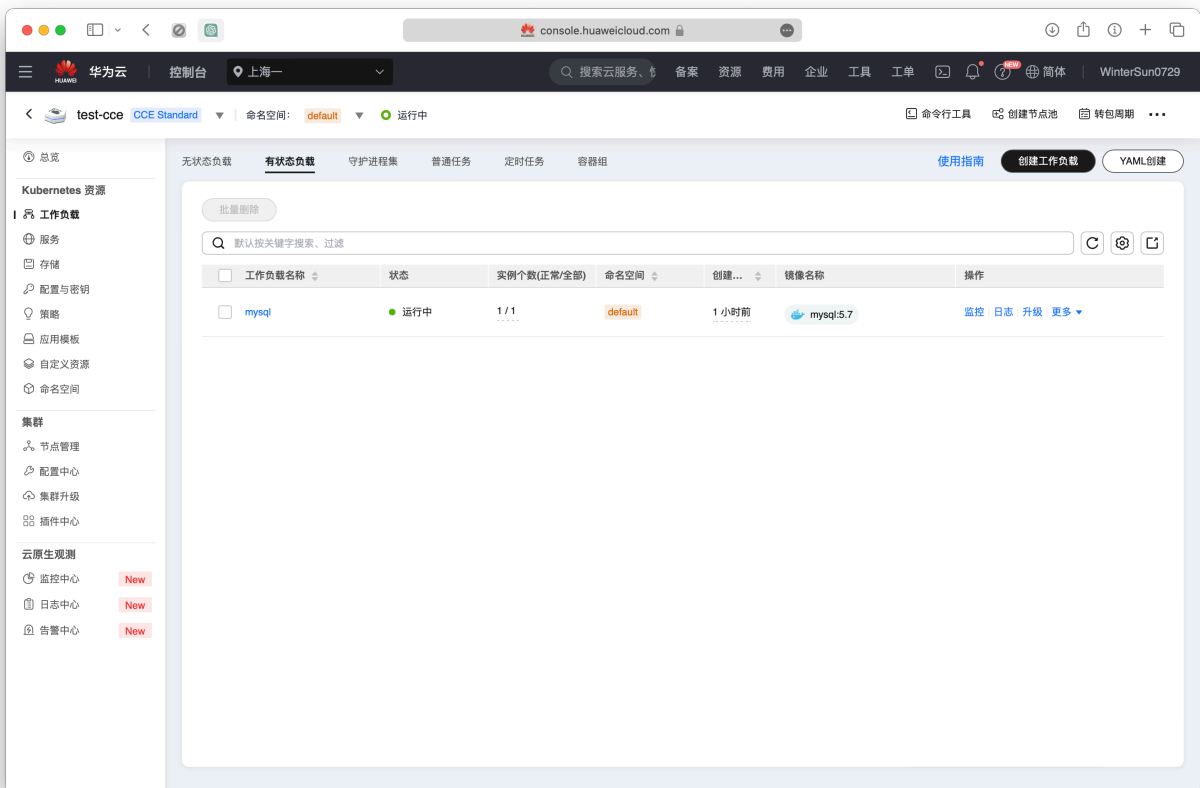 console.huaweicloud.com
HUAWEI 华为云 控制台 上海一 搜索云服务、 备案 资源 费用 企业 工具 工单 NEW 简体 WinterSun0729
test-cce CCE Standard 命名空间: default 运行中 命令行工具 创建节点池 转包周期
总览
Kubernetes 资源
工作负载
服务
存储
配置与密钥
策略
应用模板
自定义资源
命名空间
集群
节点管理
配置中心
集群升级
插件中心
云原生观测
监控中心 New
日志中心 New
告警中心 New
无状态负载 有状态负载 守护进程集 普通任务 定时任务 容器组 使用指南 创建工作负载 YAML创建
批量删除
默认按关键字搜索、过滤
工作负载名称 状态 实例个数(正常/全部) 命名空间 创建... 镜像名称 操作
mysql 运行中 1 / 1 default 1 小时前 mysql:5.7 监控 日志 升级 更多